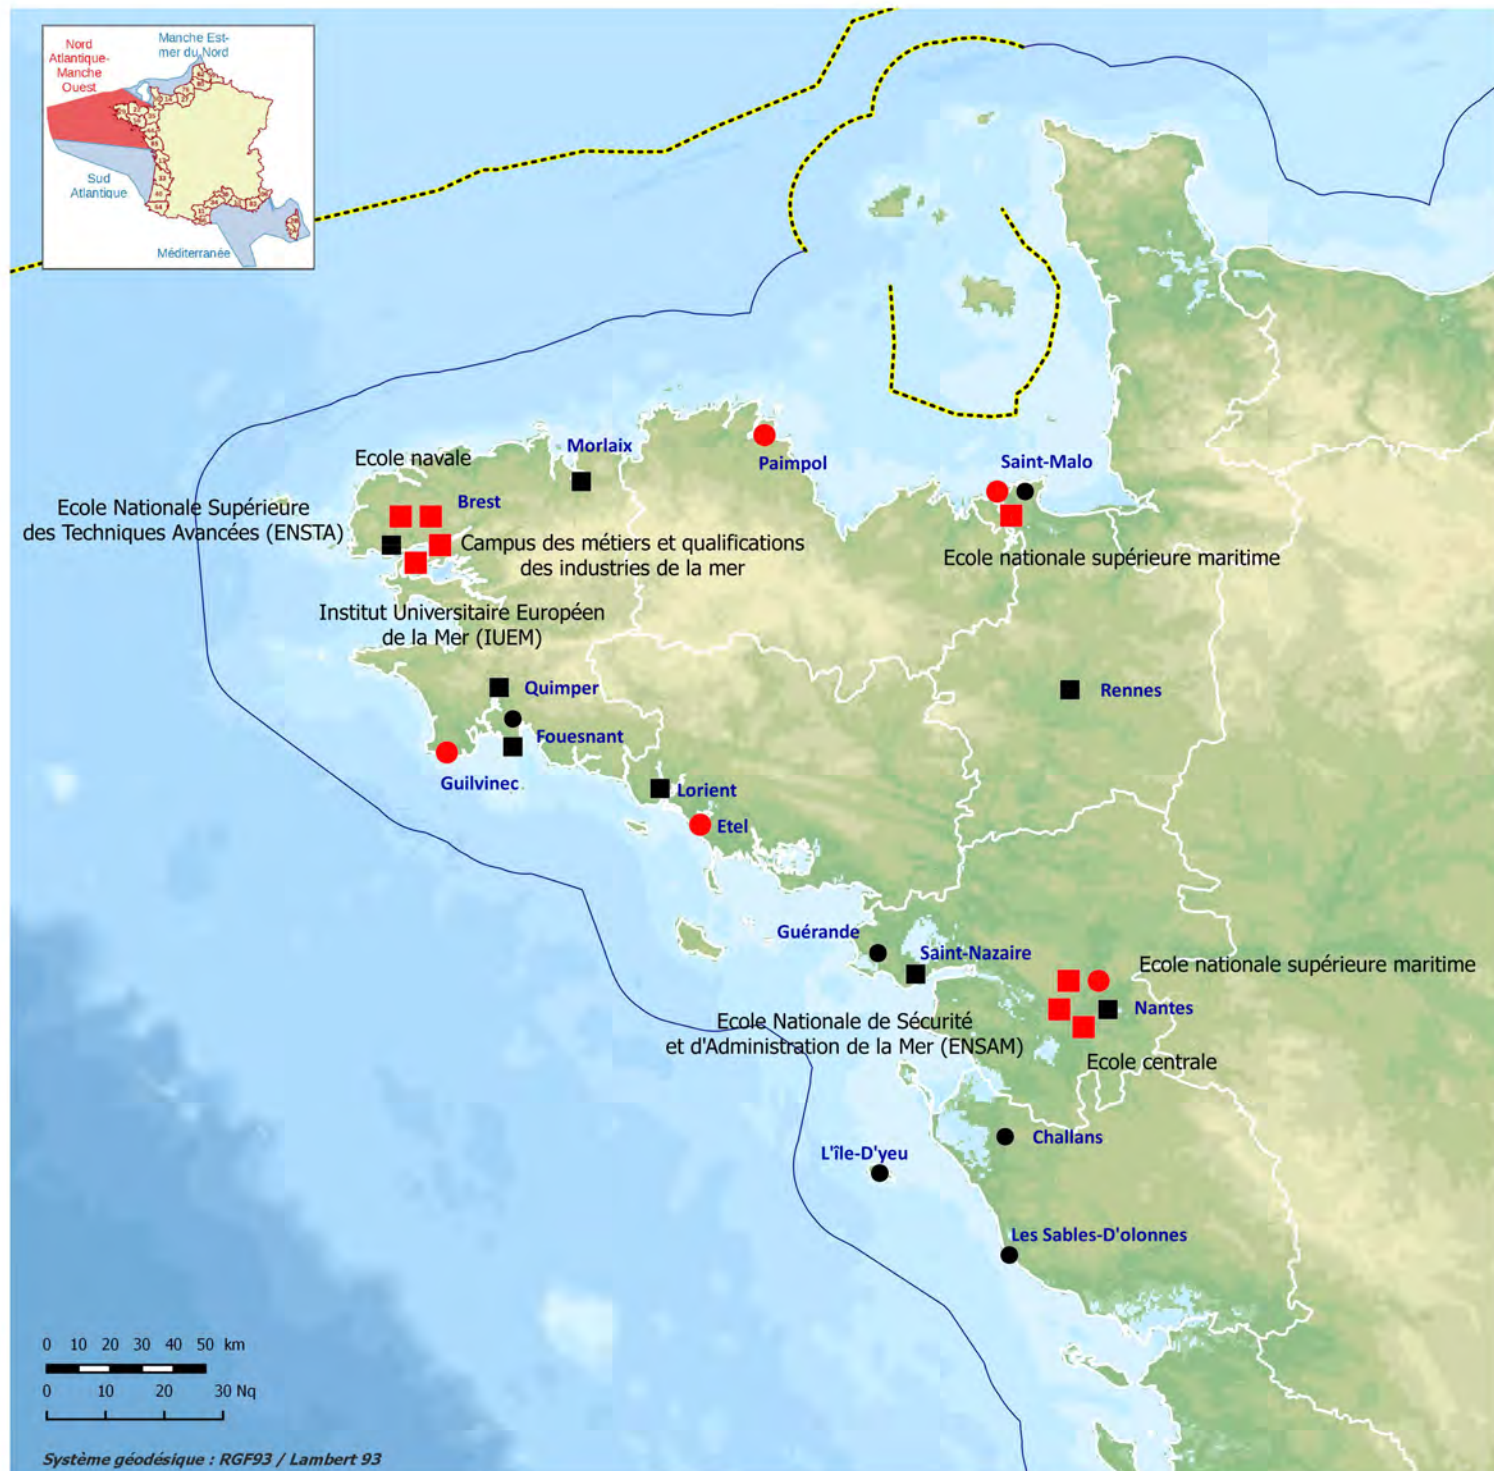 Nord
Atlantique-
Manche
Ouest
Manche Est-
mer du Nord
Sud
Atlantique
Méditerranée
Morlaix
Ecole navale
Paimpol
Saint-Malo
Ecole Nationale Supérieure
des Techniques Avancées (ENSTA)
Brest
Campus des métiers et qualifications
des industries de la mer
Ecole nationale supérieure maritime
Institut Universitaire Européen
de la Mer (IUEM)
Quimper
Rennes
Fouesnant
Guilvinec
Lorient
Etel
Guérande
Saint-Nazaire
Ecole nationale supérieure maritime
Nantes
Ecole Nationale de Sécurité
et d'Administration de la Mer (ENSAM)
Ecole centrale
Challans
L'île-D'yeu
Les Sables-D'olonnes
0 10 20 30 40 50 km
0 10 20 30 Nq
Système géodésique : RGF93 / Lambert 93